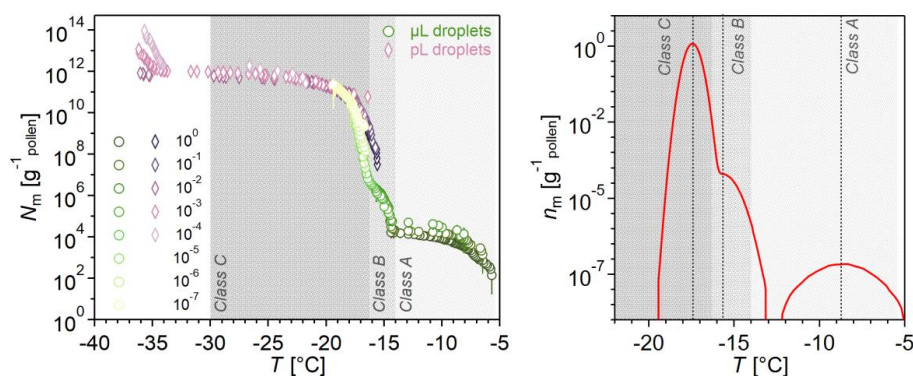 10^14
10^12
10^10
10^8
10^6
10^4
10^2
10^0
N_m [g^-1 pollen]
μL droplets
pL droplets
10^0
10^-1
10^-2
10^-3
10^-4
10^-5
10^-6
10^-7
Class C
Class B
Class A
-40 -35 -30 -25 -20 -15 -10 -5
T [°C]
10^0
10^-2
10^-5
10^-7
n_m [g^-1 pollen]
Class C
Class B
Class A
-20 -15 -10 -5
T [°C]